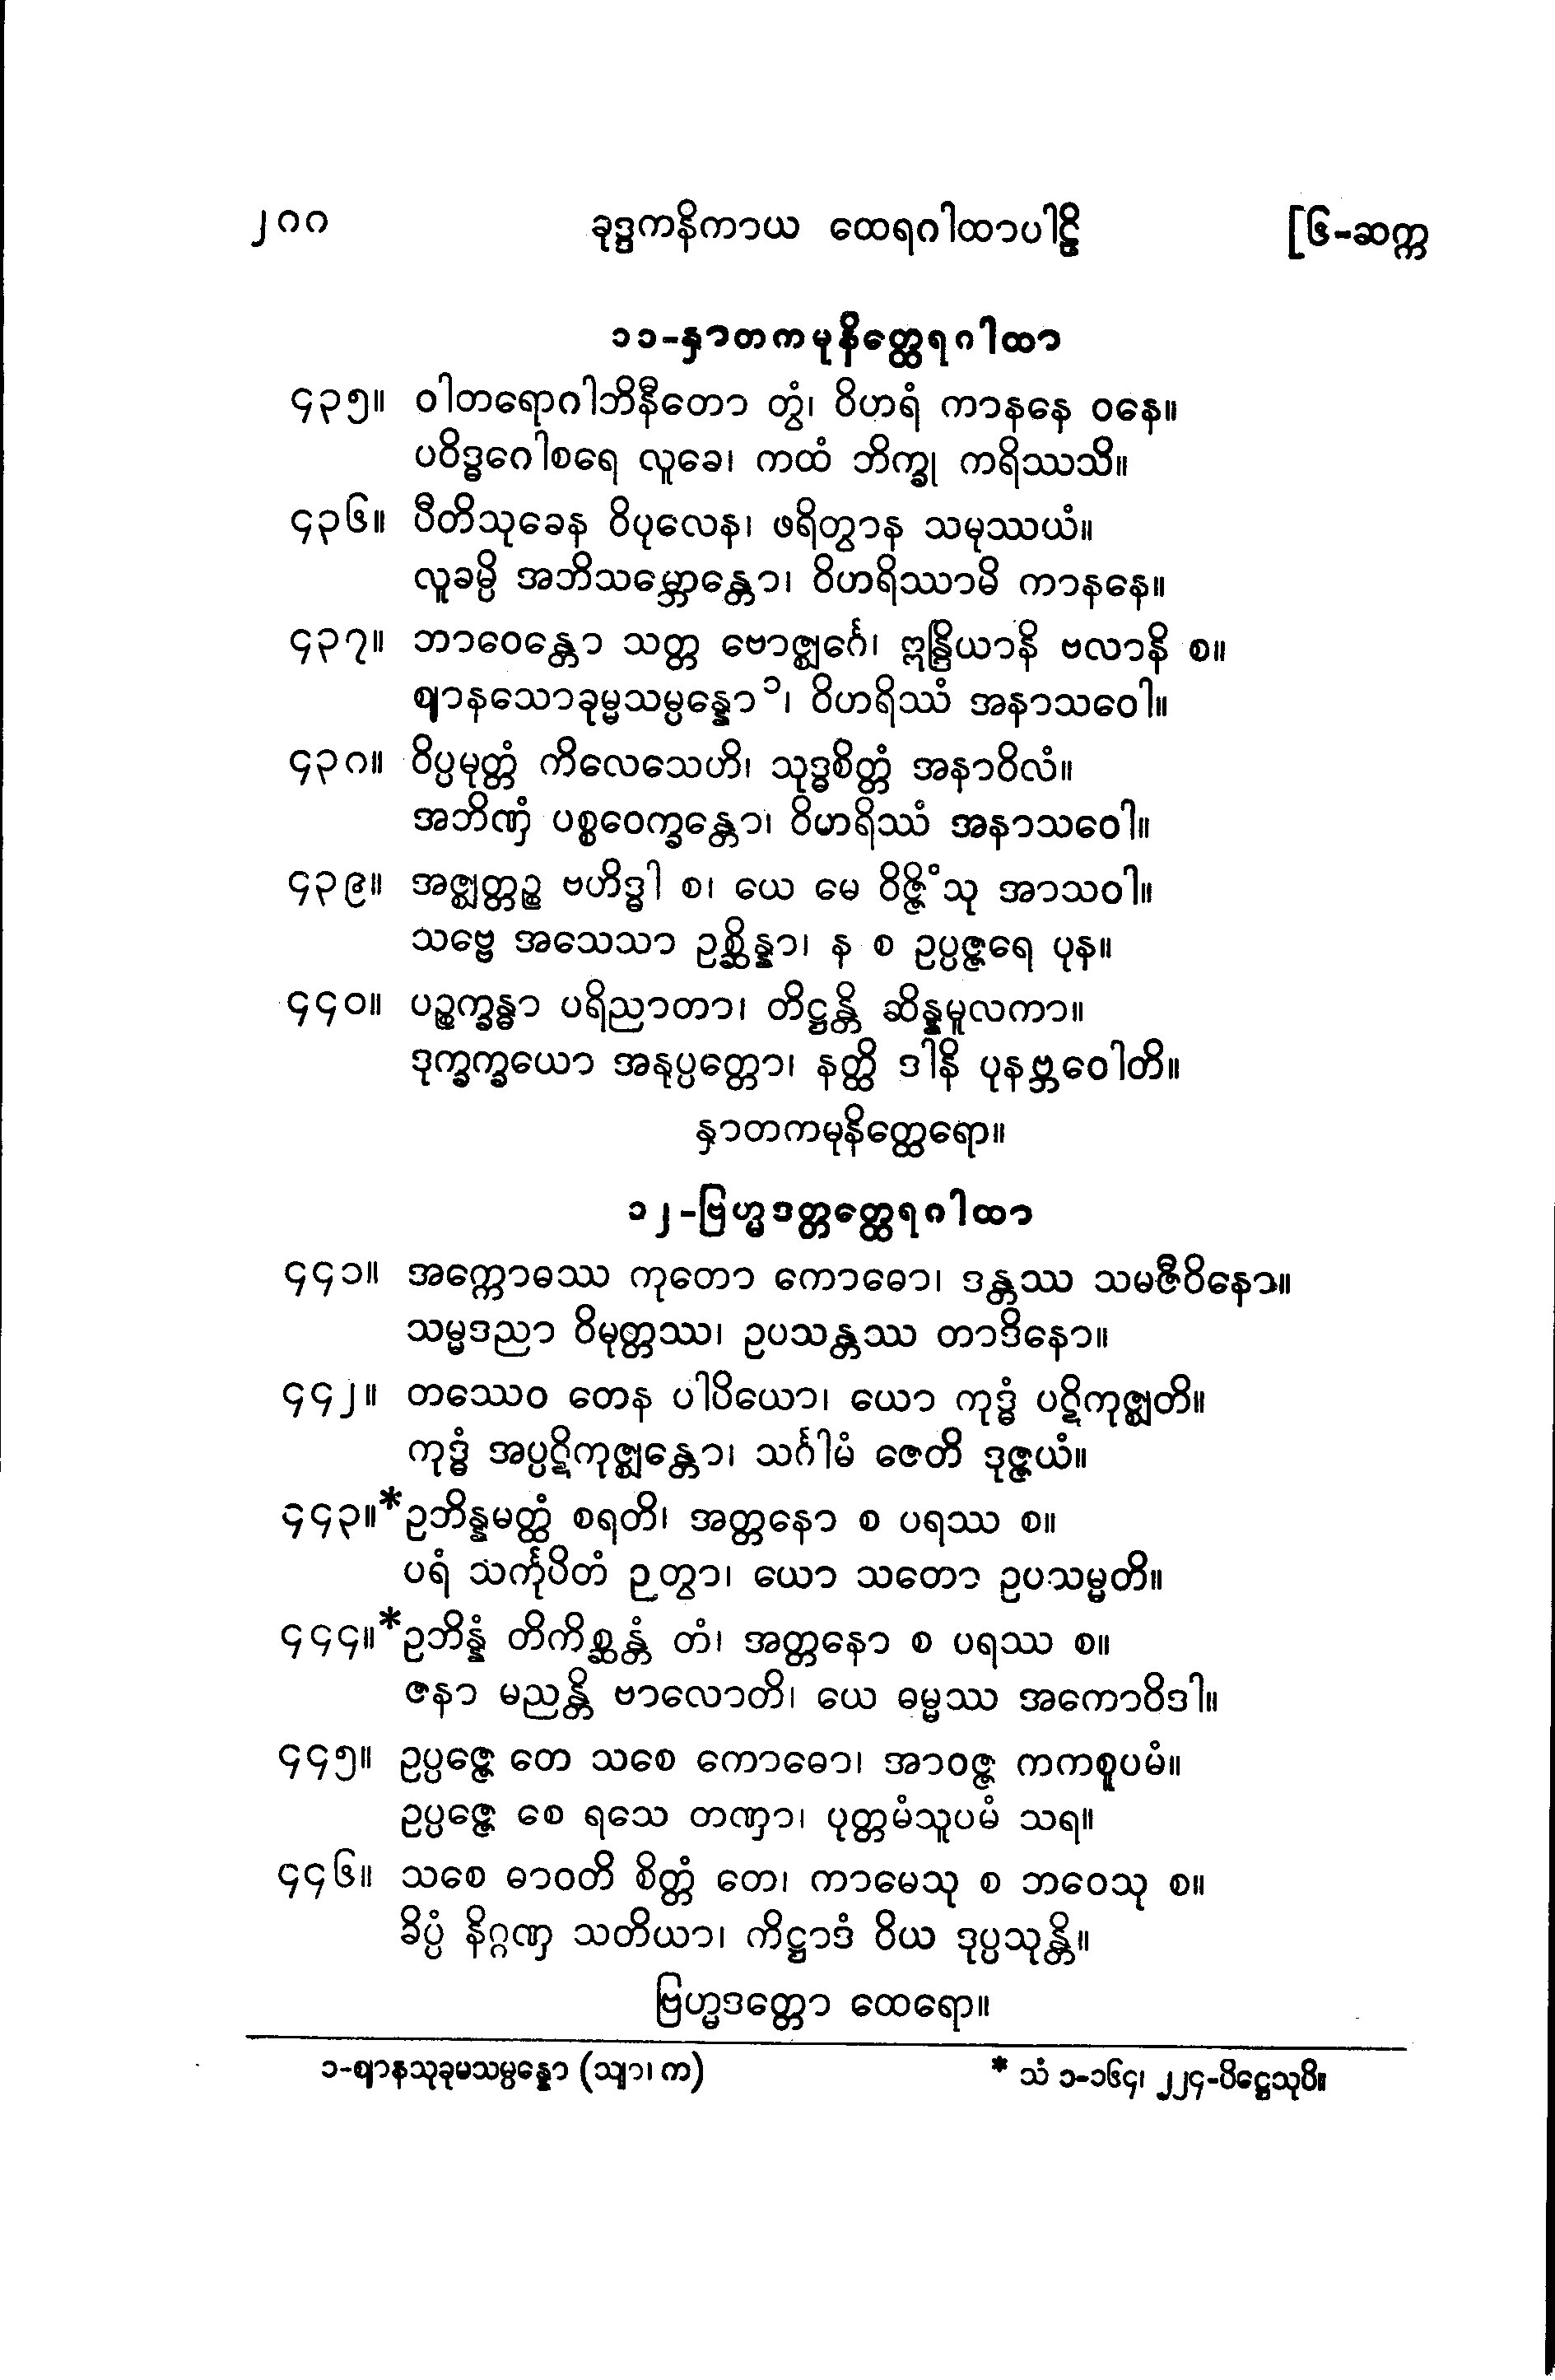 ၂၈၈ ခုဒ္ဒကနိကာယ ထေရဂါထာပါဠိ [၆-ဆက္က
၁၁-နှာတကမုနိတ္ထေရဂါထာ
၄၃၅။ ဝါတရောဂါဘိနီတော တွံ၊ ဝိဟရံ ကာနနေ ဝနေ။
ပဝိဒ္ဓဂေါစရေ လူခေ၊ ကထံ ဘိက္ခု ကရိဿသိ။
၄၃၆။ ပီတိသုခေန ဝိပုလေန၊ ဖရိတွာန သမုဿယံ။
လူခမ္ပိ အဘိသမ္ဘောန္တော၊ ဝိဟရိဿာမိ ကာနနေ။
၄၃၇။ ဘာဝေန္တော သတ္တ ဗောဇ္ဈင်္ဂေ၊ ဣန္ဒြိယာနိ ဗလာနိ စ။
ဈာနသောခုမ္မသမ္ပန္နော၁၊ ဝိဟရိဿံ အနာသဝေါ။
၄၃၈။ ဝိပ္ပမုတ္တံ ကိလေသေဟိ၊ သုဒ္ဓစိတ္တံ အနာဝိလံ။
အဘိဏှံ ပစ္စဝေက္ခန္တော၊ ဝိဟရိဿံ အနာသဝေါ။
၄၃၉။ အဇ္ဈတ္တဉ္စ ဗဟိဒ္ဓါ စ၊ ယေ မေ ဝိဇ္ဇိံသု အာသဝါ။
သဗ္ဗေ အသေသာ ဥစ္ဆိန္နာ၊ န စ ဥပ္ပဇ္ဇရေ ပုန။
၄၄၀။ ပဉ္စက္ခန္ဓာ ပရိညာတာ၊ တိဋ္ဌန္တိ ဆိန္နမူလကာ။
ဒုက္ခက္ခယော အနုပ္ပတ္တော၊ နတ္ထိ ဒါနိ ပုနဗ္ဘဝေါတိ။
နှာတကမုနိတ္ထေရော။
၁၂-ဗြဟ္မဒတ္တတ္ထေရဂါထာ
၄၄၁။ အက္ကောဓဿ ကုတော ကောဓော၊ ဒန္တဿ သမဇီဝိနော။
သမ္မဒညာ ဝိမုတ္တဿ၊ ဥပသန္တဿ တာဒိနော။
၄၄၂။ တဿေဝ တေန ပါပိယော၊ ယော ကုဒ္ဓံ ပဋိကုဇ္ဈတိ။
ကုဒ္ဓံ အပ္ပဋိကုဇ္ဈန္တော၊ သင်္ဂါမံ ဇေတိ ဒုဇ္ဇယံ။
၄၄၃။*ဥဘိန္နမတ္ထံ စရတိ၊ အတ္တနော စ ပရဿ စ။
ပရံ သင်္ကုပိတံ ဉတွာ၊ ယော သတော ဥပသမ္မတိ။
၄၄၄။*ဥဘိန္နံ တိကိစ္ဆန္တံ တံ၊ အတ္တနော စ ပရဿ စ။
ဇနာ မညန္တိ ဗာလောတိ၊ ယေ ဓမ္မဿ အကောဝိဒါ။
၄၄၅။ ဥပ္ပဇ္ဇေ တေ သစေ ကောဓော၊ အာဝဇ္ဇ ကကစူပမံ။
ဥပ္ပဇ္ဇေ စေ ရသေ တဏှာ၊ ပုတ္တမံသူပမံ သရ။
၄၄၆။ သစေ ဓာဝတိ စိတ္တံ တေ၊ ကာမေသု စ ဘဝေသု စ။
ခိပ္ပံ နိဂ္ဂဏှ သတိယာ၊ ကိဋ္ဌာဒံ ဝိယ ဒုပ္ပသုန္တိ။
ဗြဟ္မဒတ္တော ထေရော။
၁-ဈာနသုခုမသမ္ပန္နော (သျာ၊ က) * သံ ၁-၁၆၄၊ ၂၂၄-ပိဋ္ဌေသုပိ။